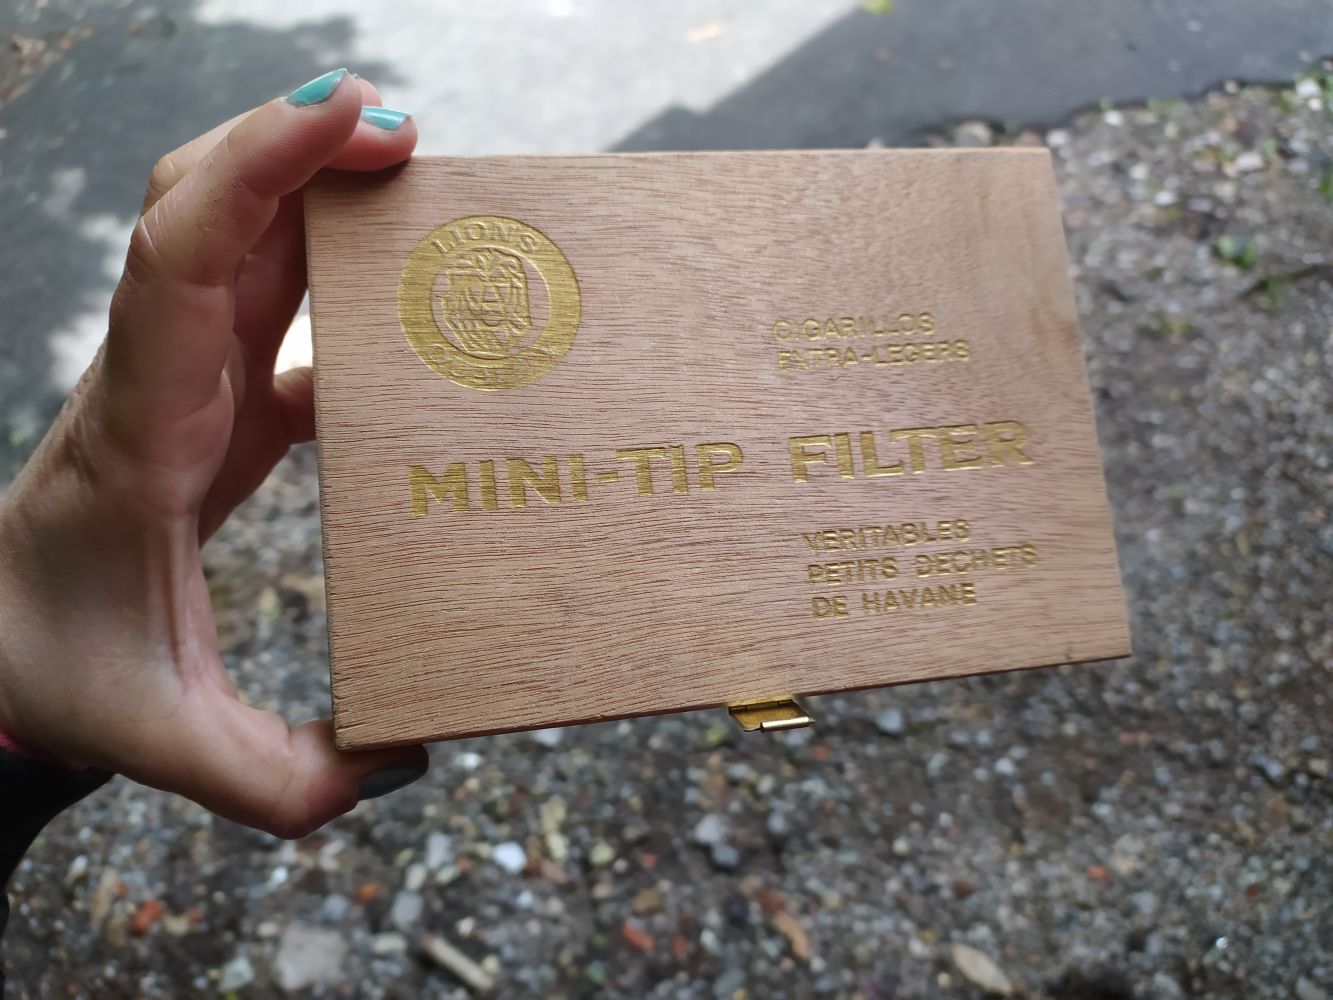 LION'S
CIGARILLOS
EXTRA-LEGERS
MINI-TIP FILTER
VERITABLES
PETITS DECHETS
DE HAVANE